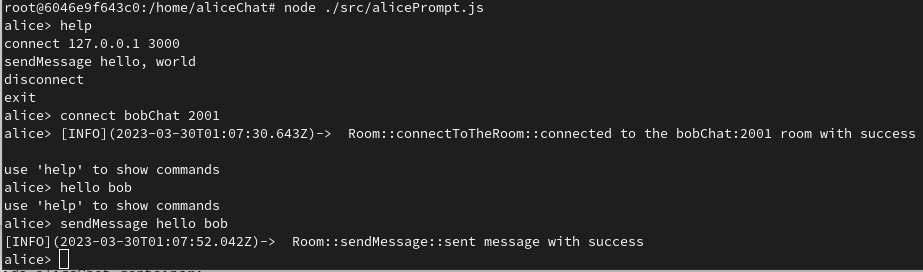 root@6046e9f643c0:/home/aliceChat# node ./src/alicePrompt.js
alice> help
connect 127.0.0.1 3000
sendMessage hello, world
disconnect
exit
alice> connect bobChat 2001
alice> [INFO](2023-03-30T01:07:30.643Z)->  Room::connectToTheRoom::connected to the bobChat:2001 room with success
use 'help' to show commands
alice> hello bob
use 'help' to show commands
alice> sendMessage hello bob
[INFO](2023-03-30T01:07:52.042Z)->  Room::sendMessage::sent message with success
alice>